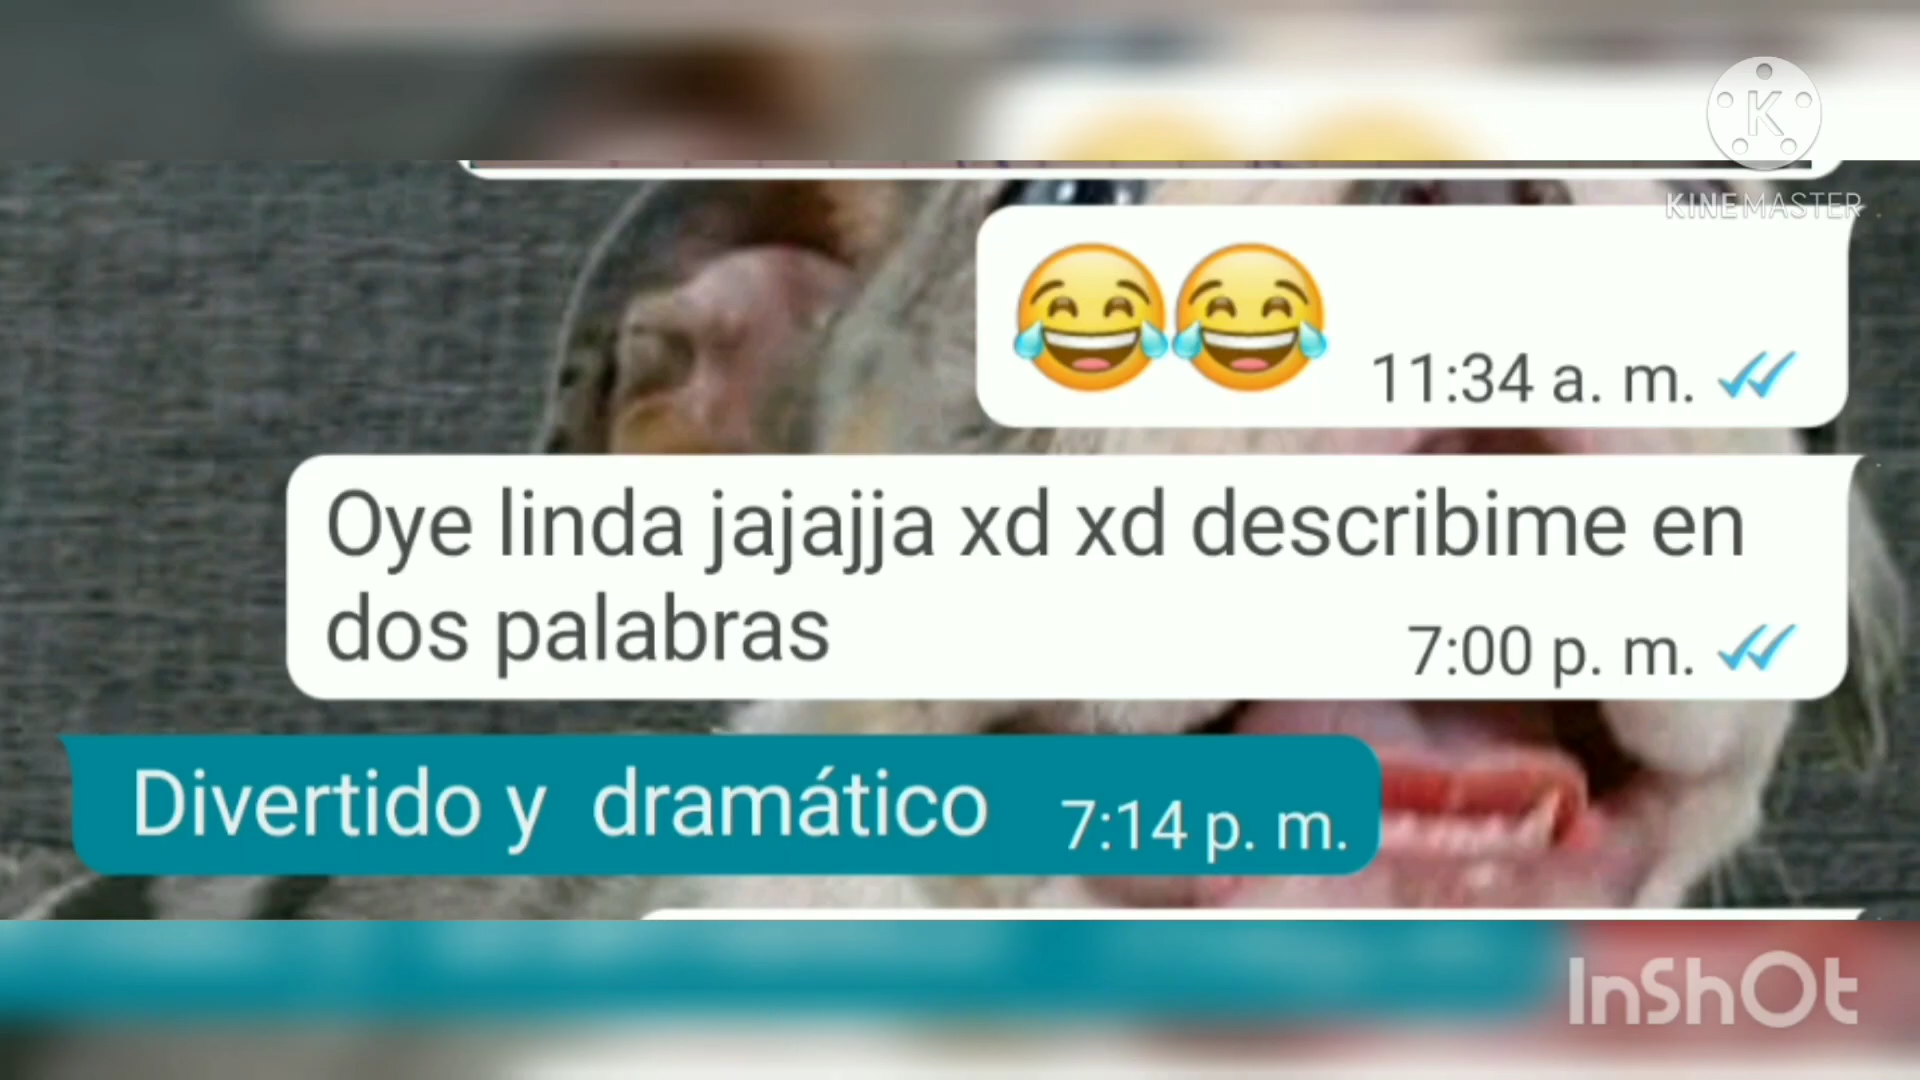 K
KINEMASTER
😂😂 11:34 a. m.
Oye linda jajajja xd xd describime en
dos palabras 7:00 p. m.
Divertido y dramático 7:14 p. m.
InShOt